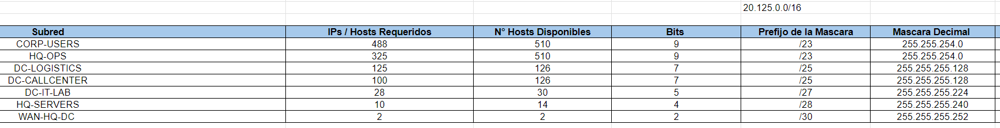 20.125.0.0/16
Subred IPs / Hosts Requeridos N° Hosts Disponibles Bits Prefijo de la Mascara Mascara Decimal
CORP-USERS 488 510 9 /23 255.255.254.0
HQ-OPS 325 510 9 /23 255.255.254.0
DC-LOGISTICS 125 126 7 /25 255.255.255.128
DC-CALLCENTER 100 126 7 /25 255.255.255.128
DC-IT-LAB 28 30 5 /27 255.255.255.224
HQ-SERVERS 10 14 4 /28 255.255.255.240
WAN-HQ-DC 2 2 2 /30 255.255.255.252